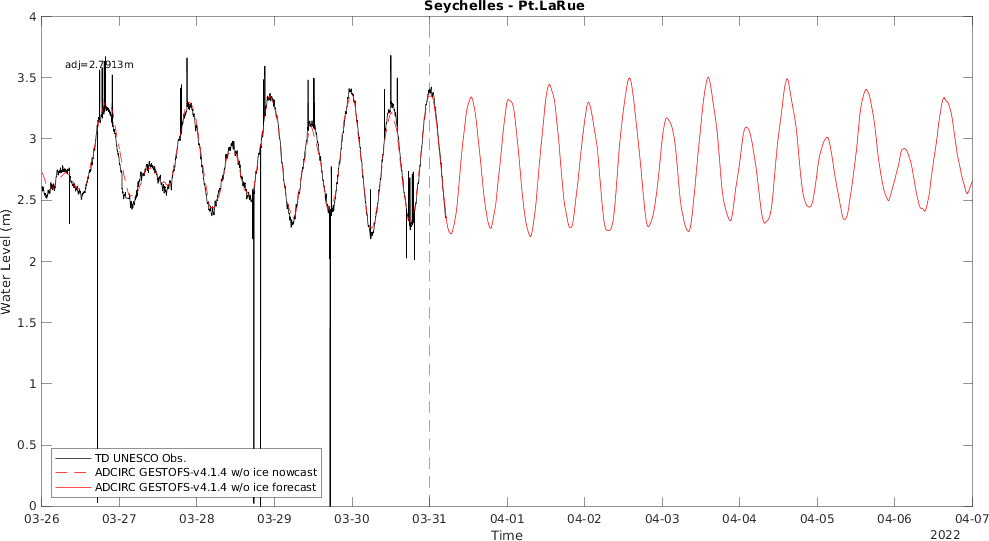 Seychelles - Pt.LaRue
4
3.5
3
2.5
2
1.5
1
0.5
0
Water Level (m)
adj=2.7913m
TD UNESCO Obs.
ADCIRC GESTOFS-v4.1.4 w/o ice nowcast
ADCIRC GESTOFS-v4.1.4 w/o ice forecast
03-26 03-27 03-28 03-29 03-30 03-31 04-01 04-02 04-03 04-04 04-05 04-06 04-07
Time
2022